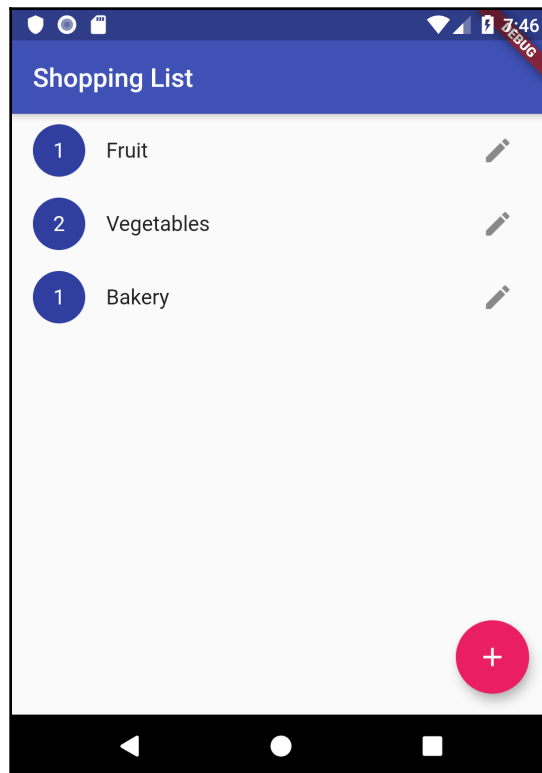 7:46
DEBUG
Shopping List
1 Fruit
2 Vegetables
1 Bakery
+